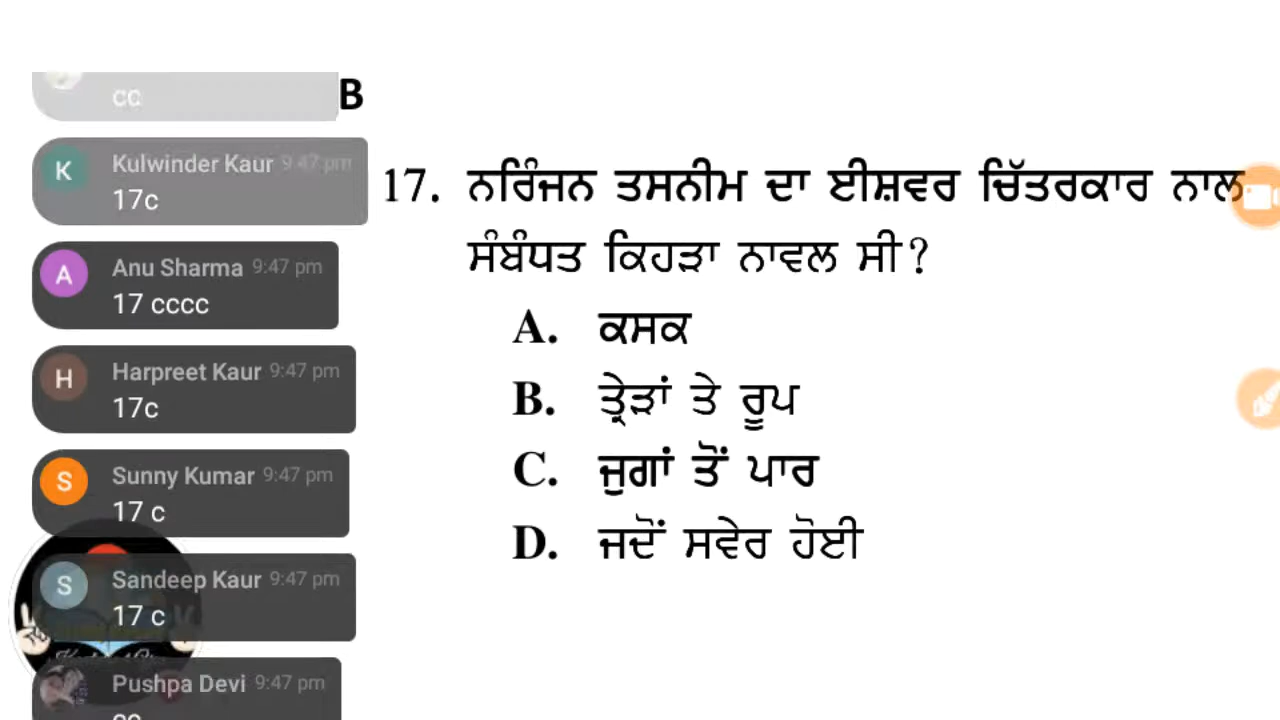 cc
B
Kulwinder Kaur 9:47 pm
17c
17. ਨਰਿੰਜਨ ਤਸਨੀਮ ਦਾ ਈਸ਼ਵਰ ਚਿੱਤਰਕਾਰ ਨਾਲ
ਸੰਬੰਧਤ ਕਿਹੜਾ ਨਾਵਲ ਸੀ?
A. ਕਸਕ
B. ਤ੍ਰੇੜਾਂ ਤੇ ਰੂਪ
C. ਜੁਗਾਂ ਤੋਂ ਪਾਰ
D. ਜਦੋਂ ਸਵੇਰ ਹੋਈ
K
A
Anu Sharma 9:47 pm
17 cccc
H
Harpreet Kaur 9:47 pm
17c
S
Sunny Kumar 9:47 pm
17 c
S
Sandeep Kaur 9:47 pm
17 c
Pushpa Devi 9:47 pm